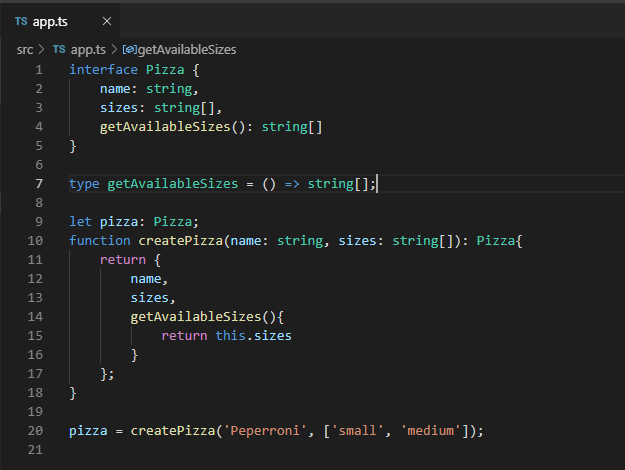 TS app.ts ×
src > TS app.ts > getAvailableSizes
1 interface Pizza {
2     name: string,
3     sizes: string[],
4     getAvailableSizes(): string[]
5 }
6
7 type getAvailableSizes = () => string[];
8
9 let pizza: Pizza;
10 function createPizza(name: string, sizes: string[]): Pizza{
11     return {
12         name,
13         sizes,
14         getAvailableSizes(){
15             return this.sizes
16         }
17     };
18 }
19
20 pizza = createPizza('Peperroni', ['small', 'medium']);
21